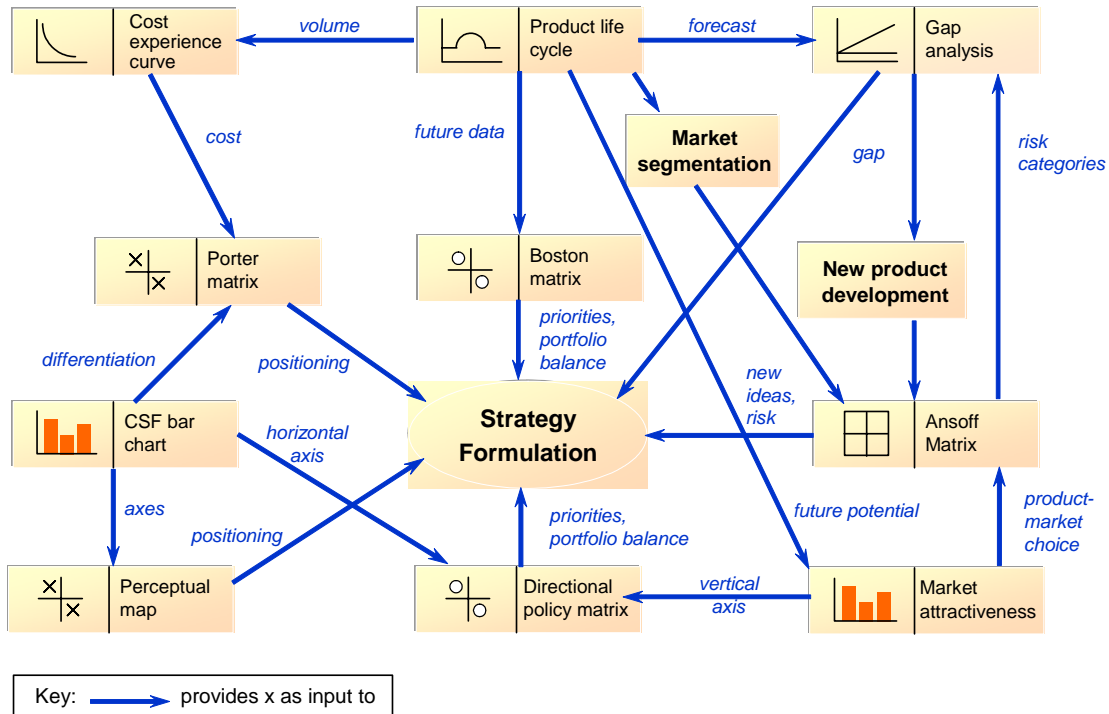 Cost
experience
curve
volume
Product life
cycle
forecast
Gap
analysis
cost
future data
Market
segmentation
gap
risk
categories
Porter
matrix
Boston
matrix
New product
development
differentiation
positioning
priorities,
portfolio
balance
new
ideas,
risk
CSF bar
chart
horizontal
axis
Strategy
Formulation
Ansoff
Matrix
axes
positioning
priorities,
portfolio balance
future potential
product-
market
choice
Perceptual
map
Directional
policy matrix
vertical
axis
Market
attractiveness
Key: provides x as input to